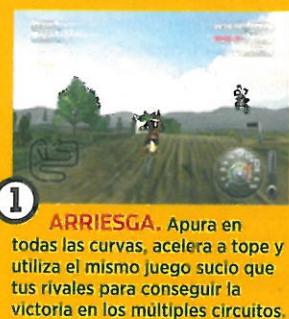 1
ARRIESGA. Apura en
todas las curvas, acelera a tope y
utiliza el mismo juego sucio que
tus rivales para conseguir la
victoria en los múltiples circuitos.